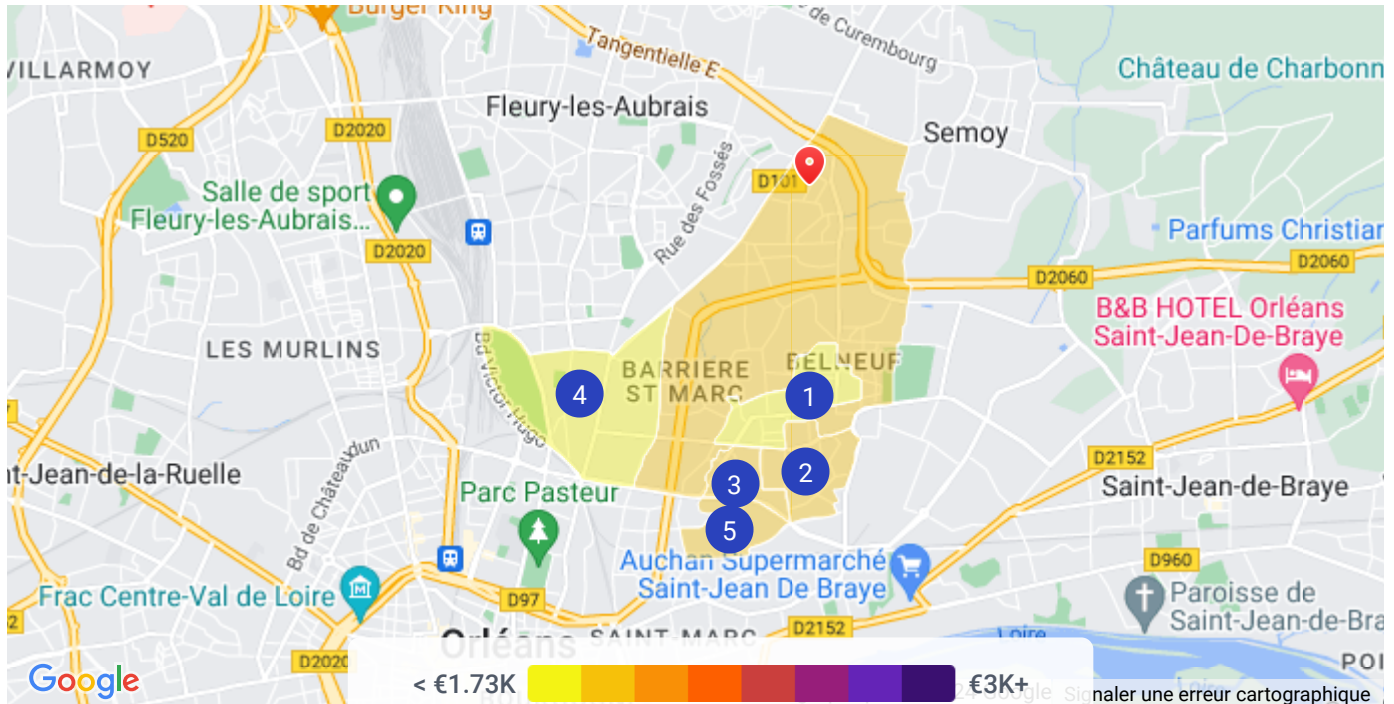 Burger King
de Curembourg
Tangentielle E
VILLARMOY
Château de Charbonn
Fleury-les-Aubrais
D2020
D520
Semoy
Salle de sport
Fleury-les-Aubrais...
D101
Rue des Fossés
Parfums Christian
D2020
D2060
D2060
B&B HOTEL Orléans
Saint-Jean-De-Braye
LES MURLINS
Bd Victor Hugo
BARRIERE
ST MARC
BELNEUF
4
1
nt-Jean-de-la-Ruelle
Bd de Châteaudun
Parc Pasteur
3
2
D2152
Saint-Jean-de-Braye
5
Auchan Supermarché
Saint-Jean De Braye
D960
Frac Centre-Val de Loire
D97
Paroisse de
Saint-Jean-de-Bra
D2152
Orléans
SAINT-MARC
Loire
D2020
POI
Google
< €1.73K
€3K+
24 Google
Signaler une erreur cartographique